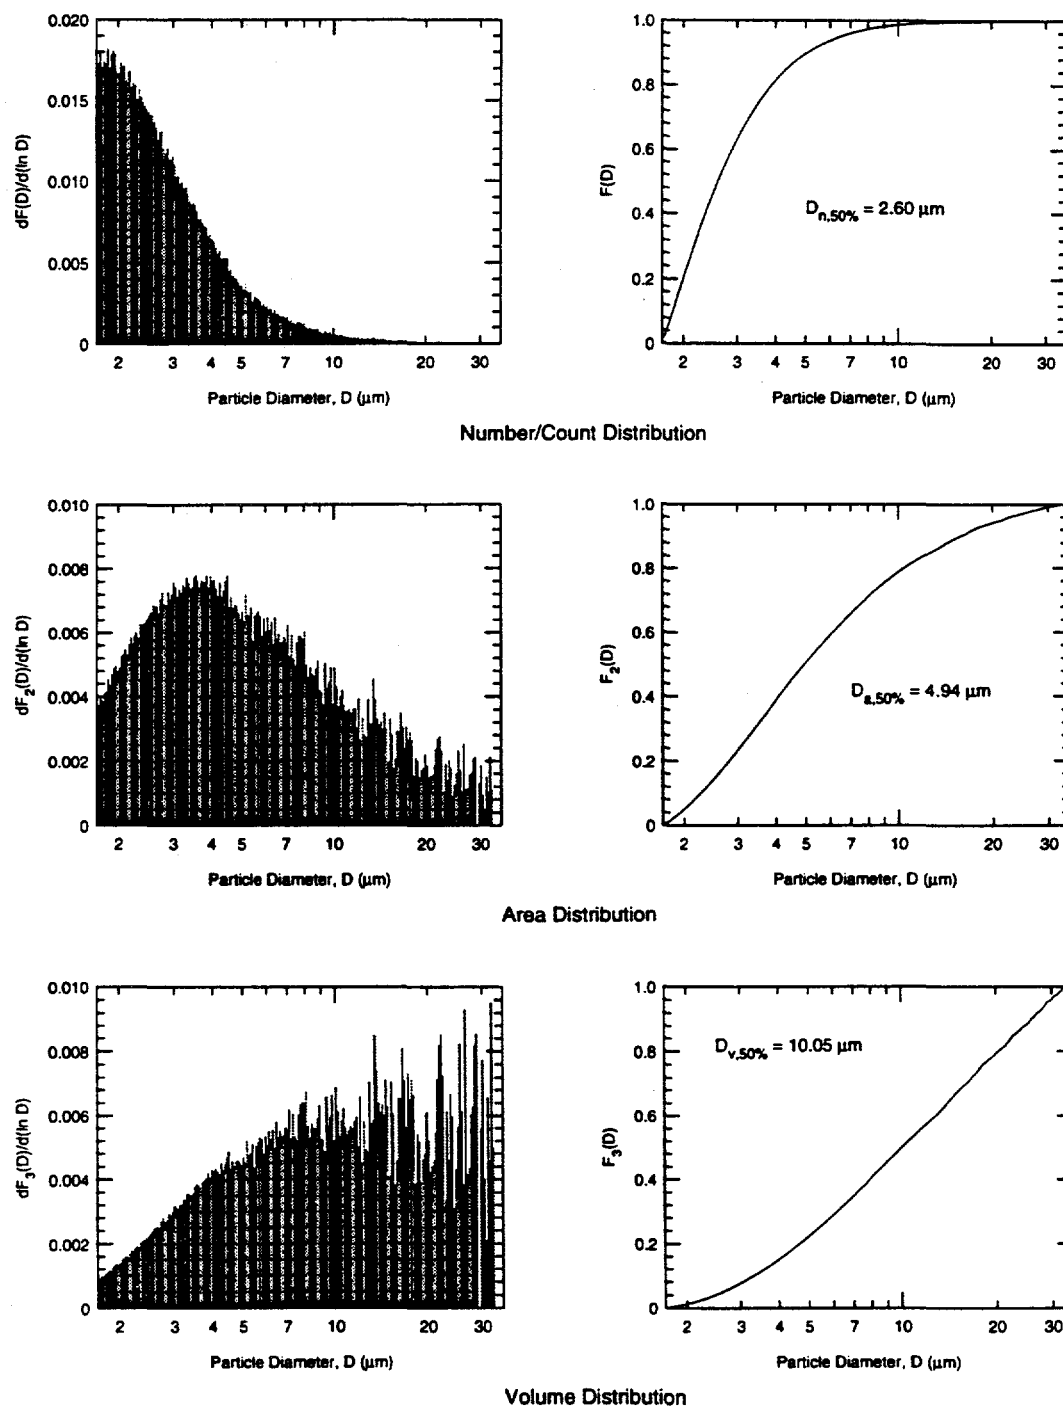 0.020
0.015
0.010
0.005
0
dF(D)/d(ln D)
2 3 4 5 7 10 20 30
Particle Diameter, D (μm)
1.0
0.8
0.6
0.4
0.2
0
F(D)
D_n,50% = 2.60 μm
2 3 4 5 6 7 10 20 30
Particle Diameter, D (μm)
Number/Count Distribution
0.010
0.008
0.006
0.004
0.002
0
dF₂(D)/d(ln D)
2 3 4 5 7 10 20 30
Particle Diameter, D (μm)
1.0
0.8
0.6
0.4
0.2
0
F₂(D)
D_a,50% = 4.94 μm
2 3 4 5 6 7 10 20 30
Particle Diameter, D (μm)
Area Distribution
0.010
0.008
0.006
0.004
0.002
0
dF₃(D)/d(ln D)
2 3 4 5 7 10 20 30
Particle Diameter, D (μm)
1.0
0.8
0.6
0.4
0.2
0
F₃(D)
D_v,50% = 10.05 μm
2 3 4 5 6 7 10 20 30
Particle Diameter, D (μm)
Volume Distribution